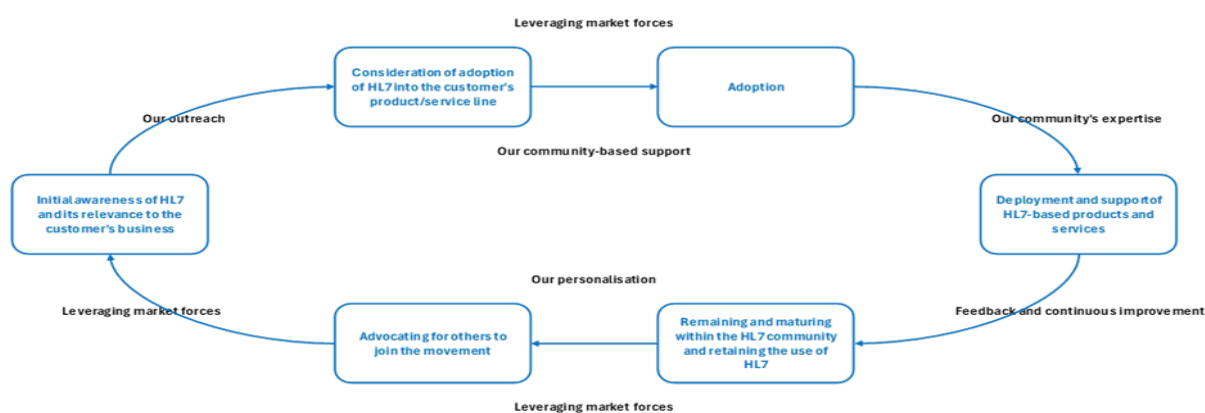 Leveraging market forces
Consideration of adoption
of HL7 into the customer's
product/service line
Adoption
Our outreach
Our community's expertise
Our community-based support
Initial awareness of HL7
and its relevance to the
customer's business
Deployment and support of
HL7-based products and
services
Our personalisation
Leveraging market forces
Feedback and continuous improvement
Advocating for others to
join the movement
Remaining and maturing
within the HL7 community
and retaining the use of
HL7
Leveraging market forces